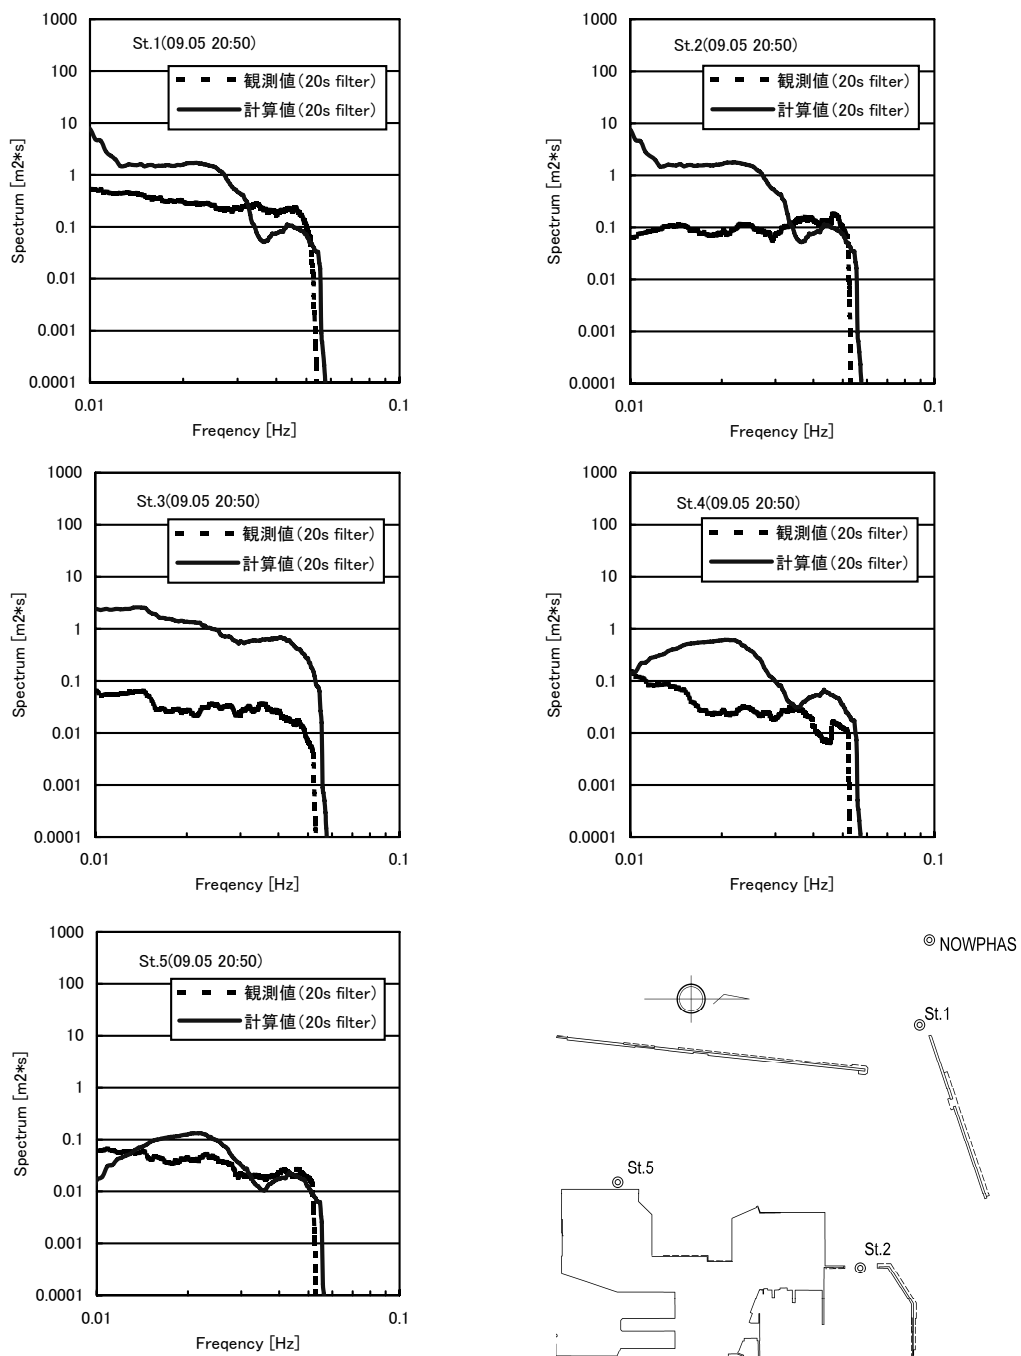 1000
100
10
1
0.1
0.01
0.001
0.0001
Spectrum [m2*s]
St.1(09.05 20:50)
観測値(20s filter)
計算値(20s filter)
0.01
0.1
Freqency [Hz]
1000
100
10
1
0.1
0.01
0.001
0.0001
Spectrum [m2*s]
St.2(09.05 20:50)
観測値(20s filter)
計算値(20s filter)
0.01
0.1
Freqency [Hz]
1000
100
10
1
0.1
0.01
0.001
0.0001
Spectrum [m2*s]
St.3(09.05 20:50)
観測値(20s filter)
計算値(20s filter)
0.01
0.1
Freqency [Hz]
1000
100
10
1
0.1
0.01
0.001
0.0001
Spectrum [m2*s]
St.4(09.05 20:50)
観測値(20s filter)
計算値(20s filter)
0.01
0.1
Freqency [Hz]
1000
100
10
1
0.1
0.01
0.001
0.0001
Spectrum [m2*s]
St.5(09.05 20:50)
観測値(20s filter)
計算値(20s filter)
0.01
0.1
Freqency [Hz]
NOWPHAS
St.1
St.5
St.2